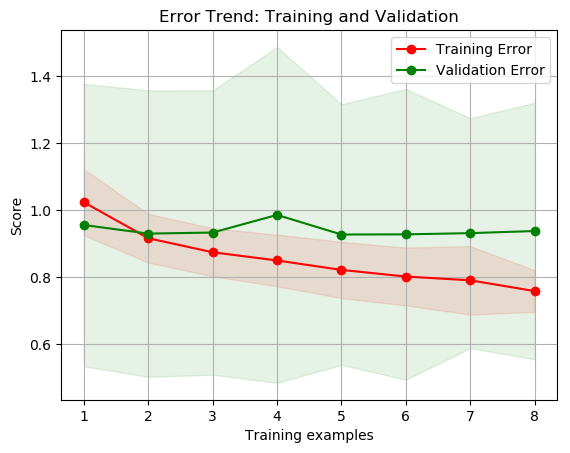 Error Trend: Training and Validation
Training Error
Validation Error
Score
1.4
1.2
1.0
0.8
0.6
1 2 3 4 5 6 7 8
Training examples